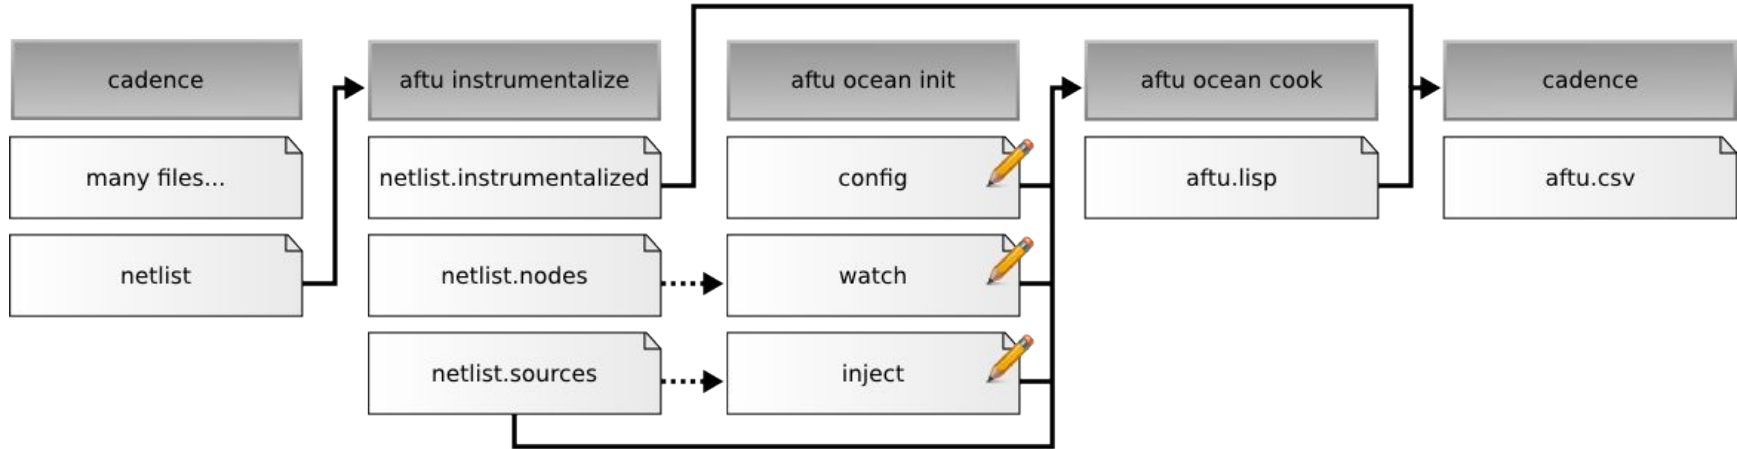 cadence
many files...
netlist
aftu instrumentalize
netlist.instrumentalized
netlist.nodes
netlist.sources
aftu ocean init
config
watch
inject
aftu ocean cook
aftu.lisp
cadence
aftu.csv